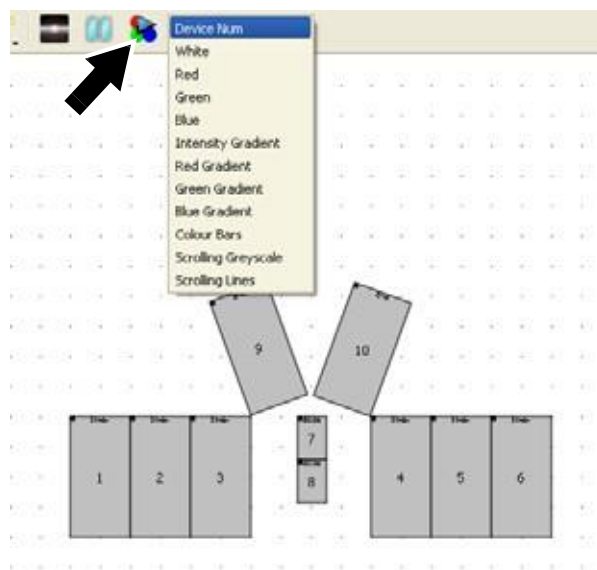 Device Num
White
Red
Green
Blue
Intensity Gradient
Red Gradient
Green Gradient
Blue Gradient
Colour Bars
Scrolling Greyscale
Scrolling Lines
9 10
7
1 2 3 8 4 5 6